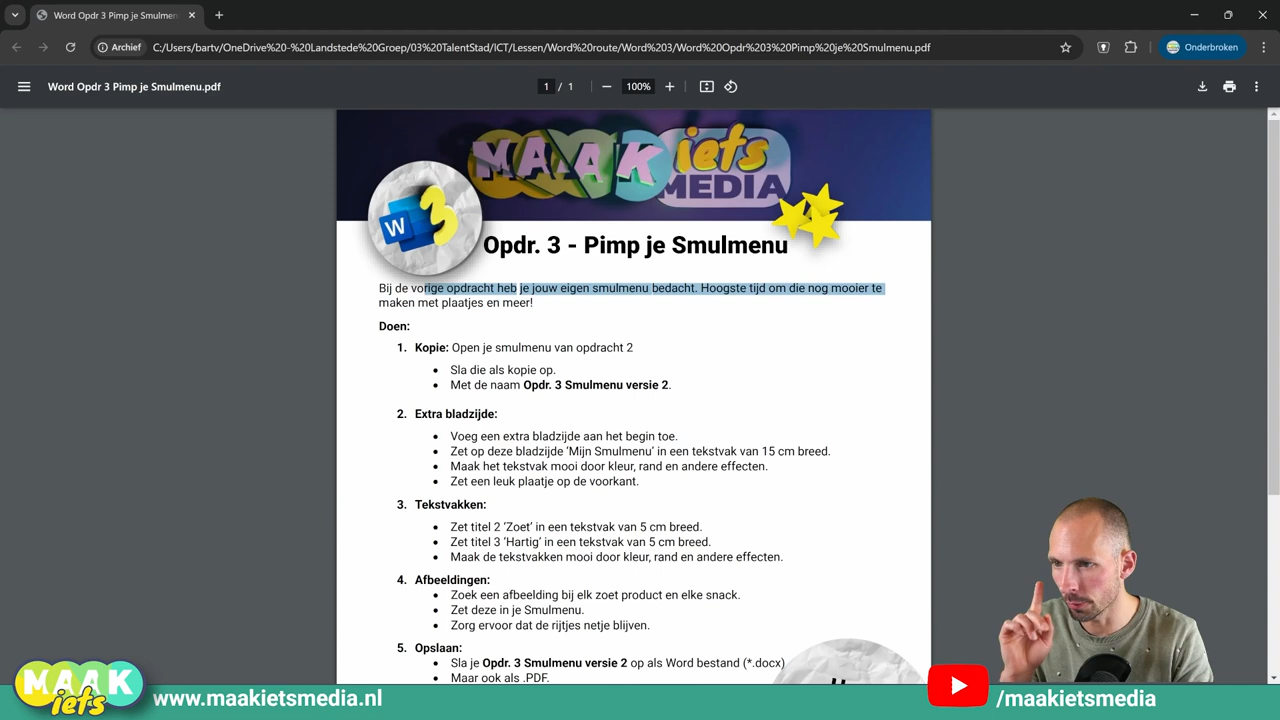 Word Opdr 3 Pimp je Smulmen
Archief
C:/Users/bartv/OneDrive%20-%20Landstede%20Groep/03%20TalentStad/ICT/Lessen/Word%20route/Word%203/Word%20Opdr%203%20Pimp%20je%20Smulmenu.pdf
Onderbroken
Word Opdr 3 Pimp je Smulmenu.pdf
1 / 1
100%
MAAK iets
MEDIA
W 3
Opdr. 3 - Pimp je Smulmenu
Bij de vorige opdracht heb je jouw eigen smulmenu bedacht. Hoogste tijd om die nog mooier te
maken met plaatjes en meer!
Doen:
1. Kopie: Open je smulmenu van opdracht 2
• Sla die als kopie op.
• Met de naam Opdr. 3 Smulmenu versie 2.
2. Extra bladzijde:
• Voeg een extra bladzijde aan het begin toe.
• Zet op deze bladzijde ‘Mijn Smulmenu’ in een tekstvak van 15 cm breed.
• Maak het tekstvak mooi door kleur, rand en andere effecten.
• Zet een leuk plaatje op de voorkant.
3. Tekstvakken:
• Zet titel 2 ‘Zoet’ in een tekstvak van 5 cm breed.
• Zet titel 3 ‘Hartig’ in een tekstvak van 5 cm breed.
• Maak de tekstvakken mooi door kleur, rand en andere effecten.
4. Afbeeldingen:
• Zoek een afbeelding bij elk zoet product en elke snack.
• Zet deze in je Smulmenu.
• Zorg ervoor dat de rijtjes netje blijven.
5. Opslaan:
• Sla je Opdr. 3 Smulmenu versie 2 op als Word bestand (*.docx)
• Maar ook als .PDF.
MAAK
iets
www.maakietsmedia.nl
/maakietsmedia